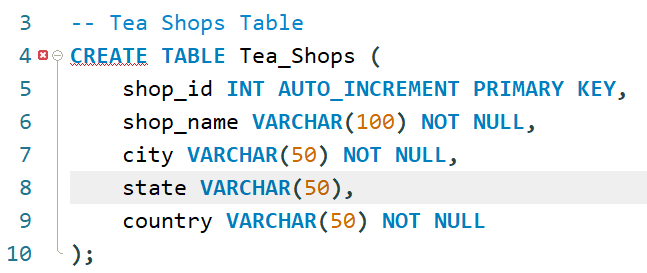 3 -- Tea Shops Table
4 CREATE TABLE Tea_Shops (
5 shop_id INT AUTO_INCREMENT PRIMARY KEY,
6 shop_name VARCHAR(100) NOT NULL,
7 city VARCHAR(50) NOT NULL,
8 state VARCHAR(50),
9 country VARCHAR(50) NOT NULL
10 );